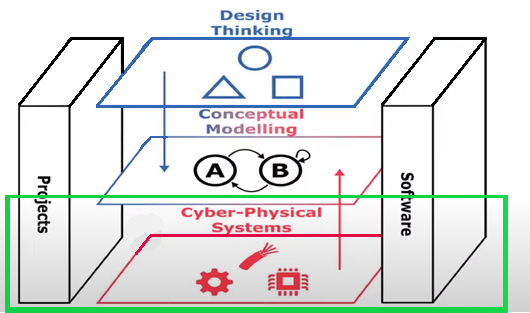 Design
Thinking
Conceptual
Modelling
A
B
Projects
Software
Cyber-Physical
Systems